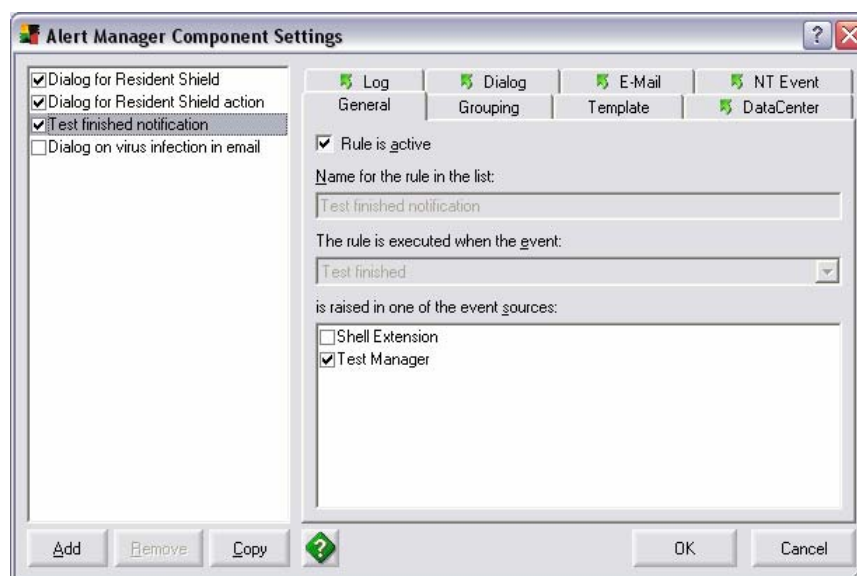 Alert Manager Component Settings
Dialog for Resident Shield
Dialog for Resident Shield action
Test finished notification
Dialog on virus infection in email
Log
Dialog
E-Mail
NT Event
General
Grouping
Template
DataCenter
Rule is active
Name for the rule in the list:
Test finished notification
The rule is executed when the event:
Test finished
is raised in one of the event sources:
Shell Extension
Test Manager
Add
Remove
Copy
?
OK
Cancel